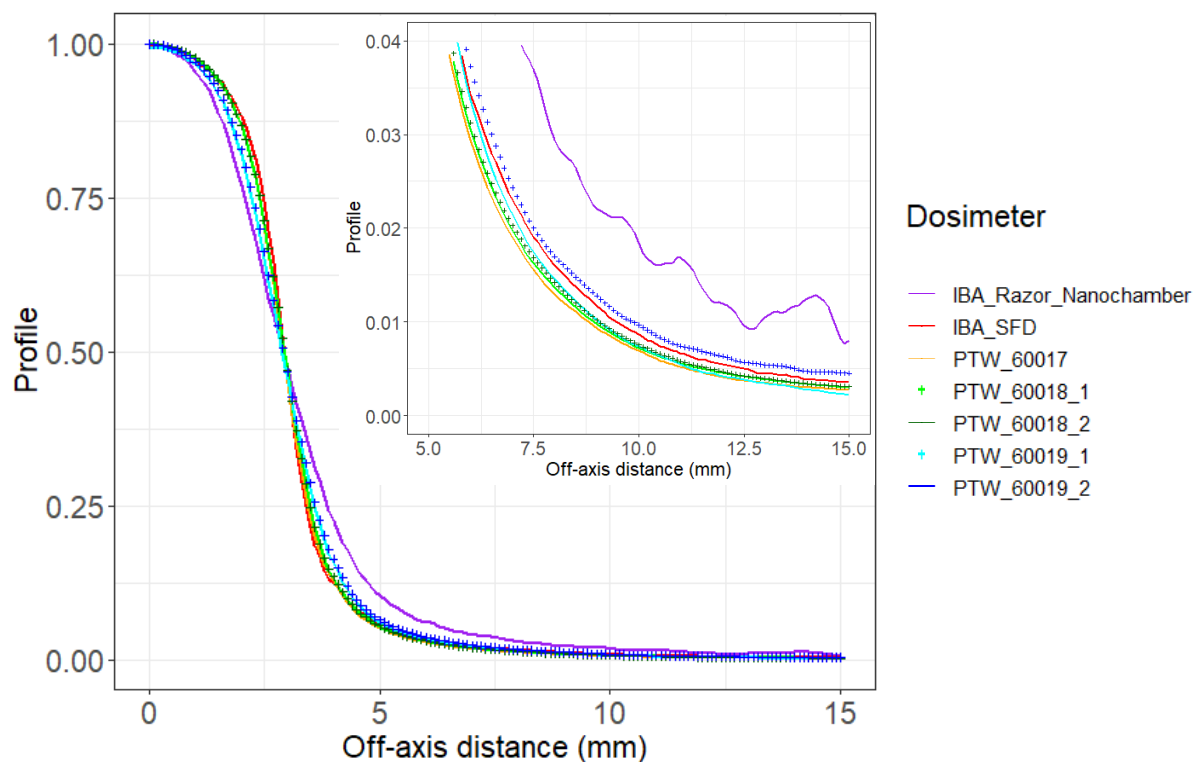 1.00
0.75
0.50
0.25
0.00
Profile
0
5
10
15
Off-axis distance (mm)
0.04
0.03
0.02
0.01
0.00
Profile
5.0
7.5
10.0
12.5
15.0
Off-axis distance (mm)
Dosimeter
IBA_Razor_Nanochamber
IBA_SFD
PTW_60017
PTW_60018_1
PTW_60018_2
PTW_60019_1
PTW_60019_2